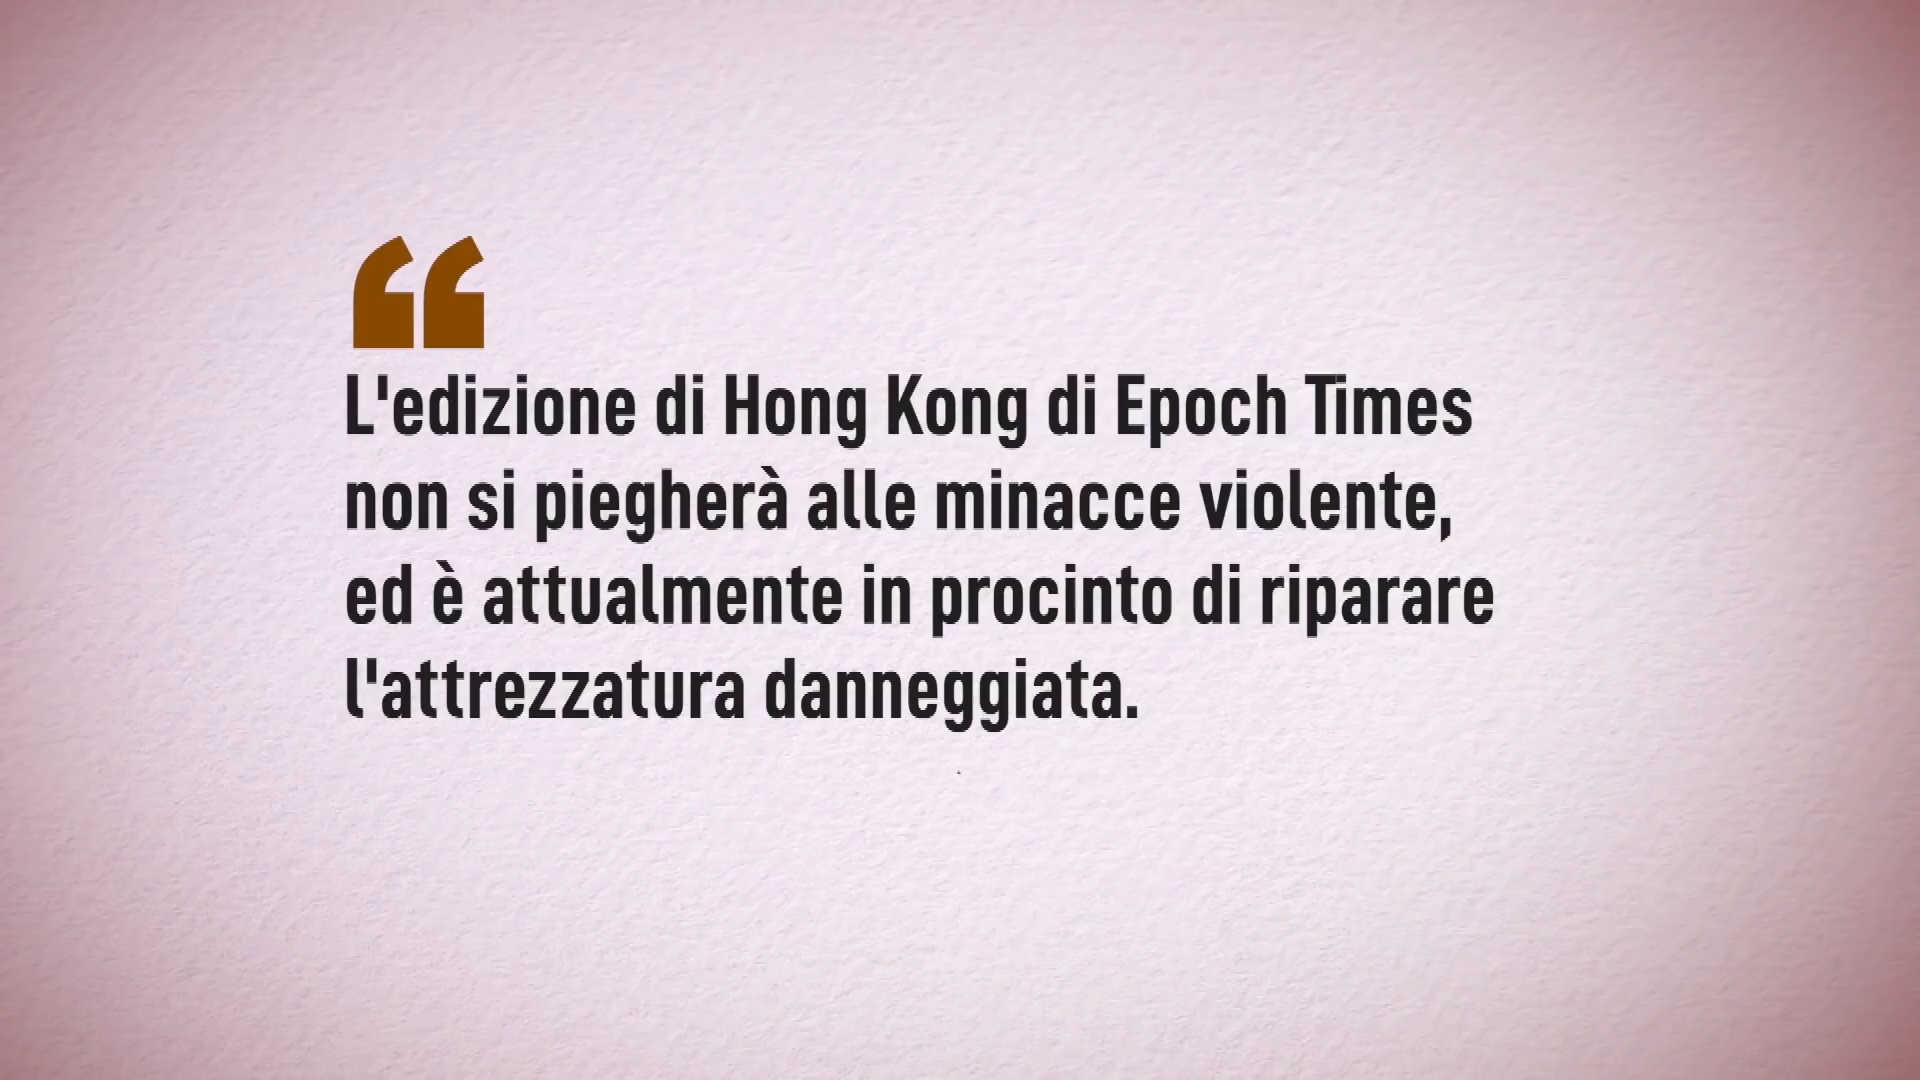 “
L'edizione di Hong Kong di Epoch Times
non si piegherà alle minacce violente,
ed è attualmente in procinto di riparare
l'attrezzatura danneggiata.